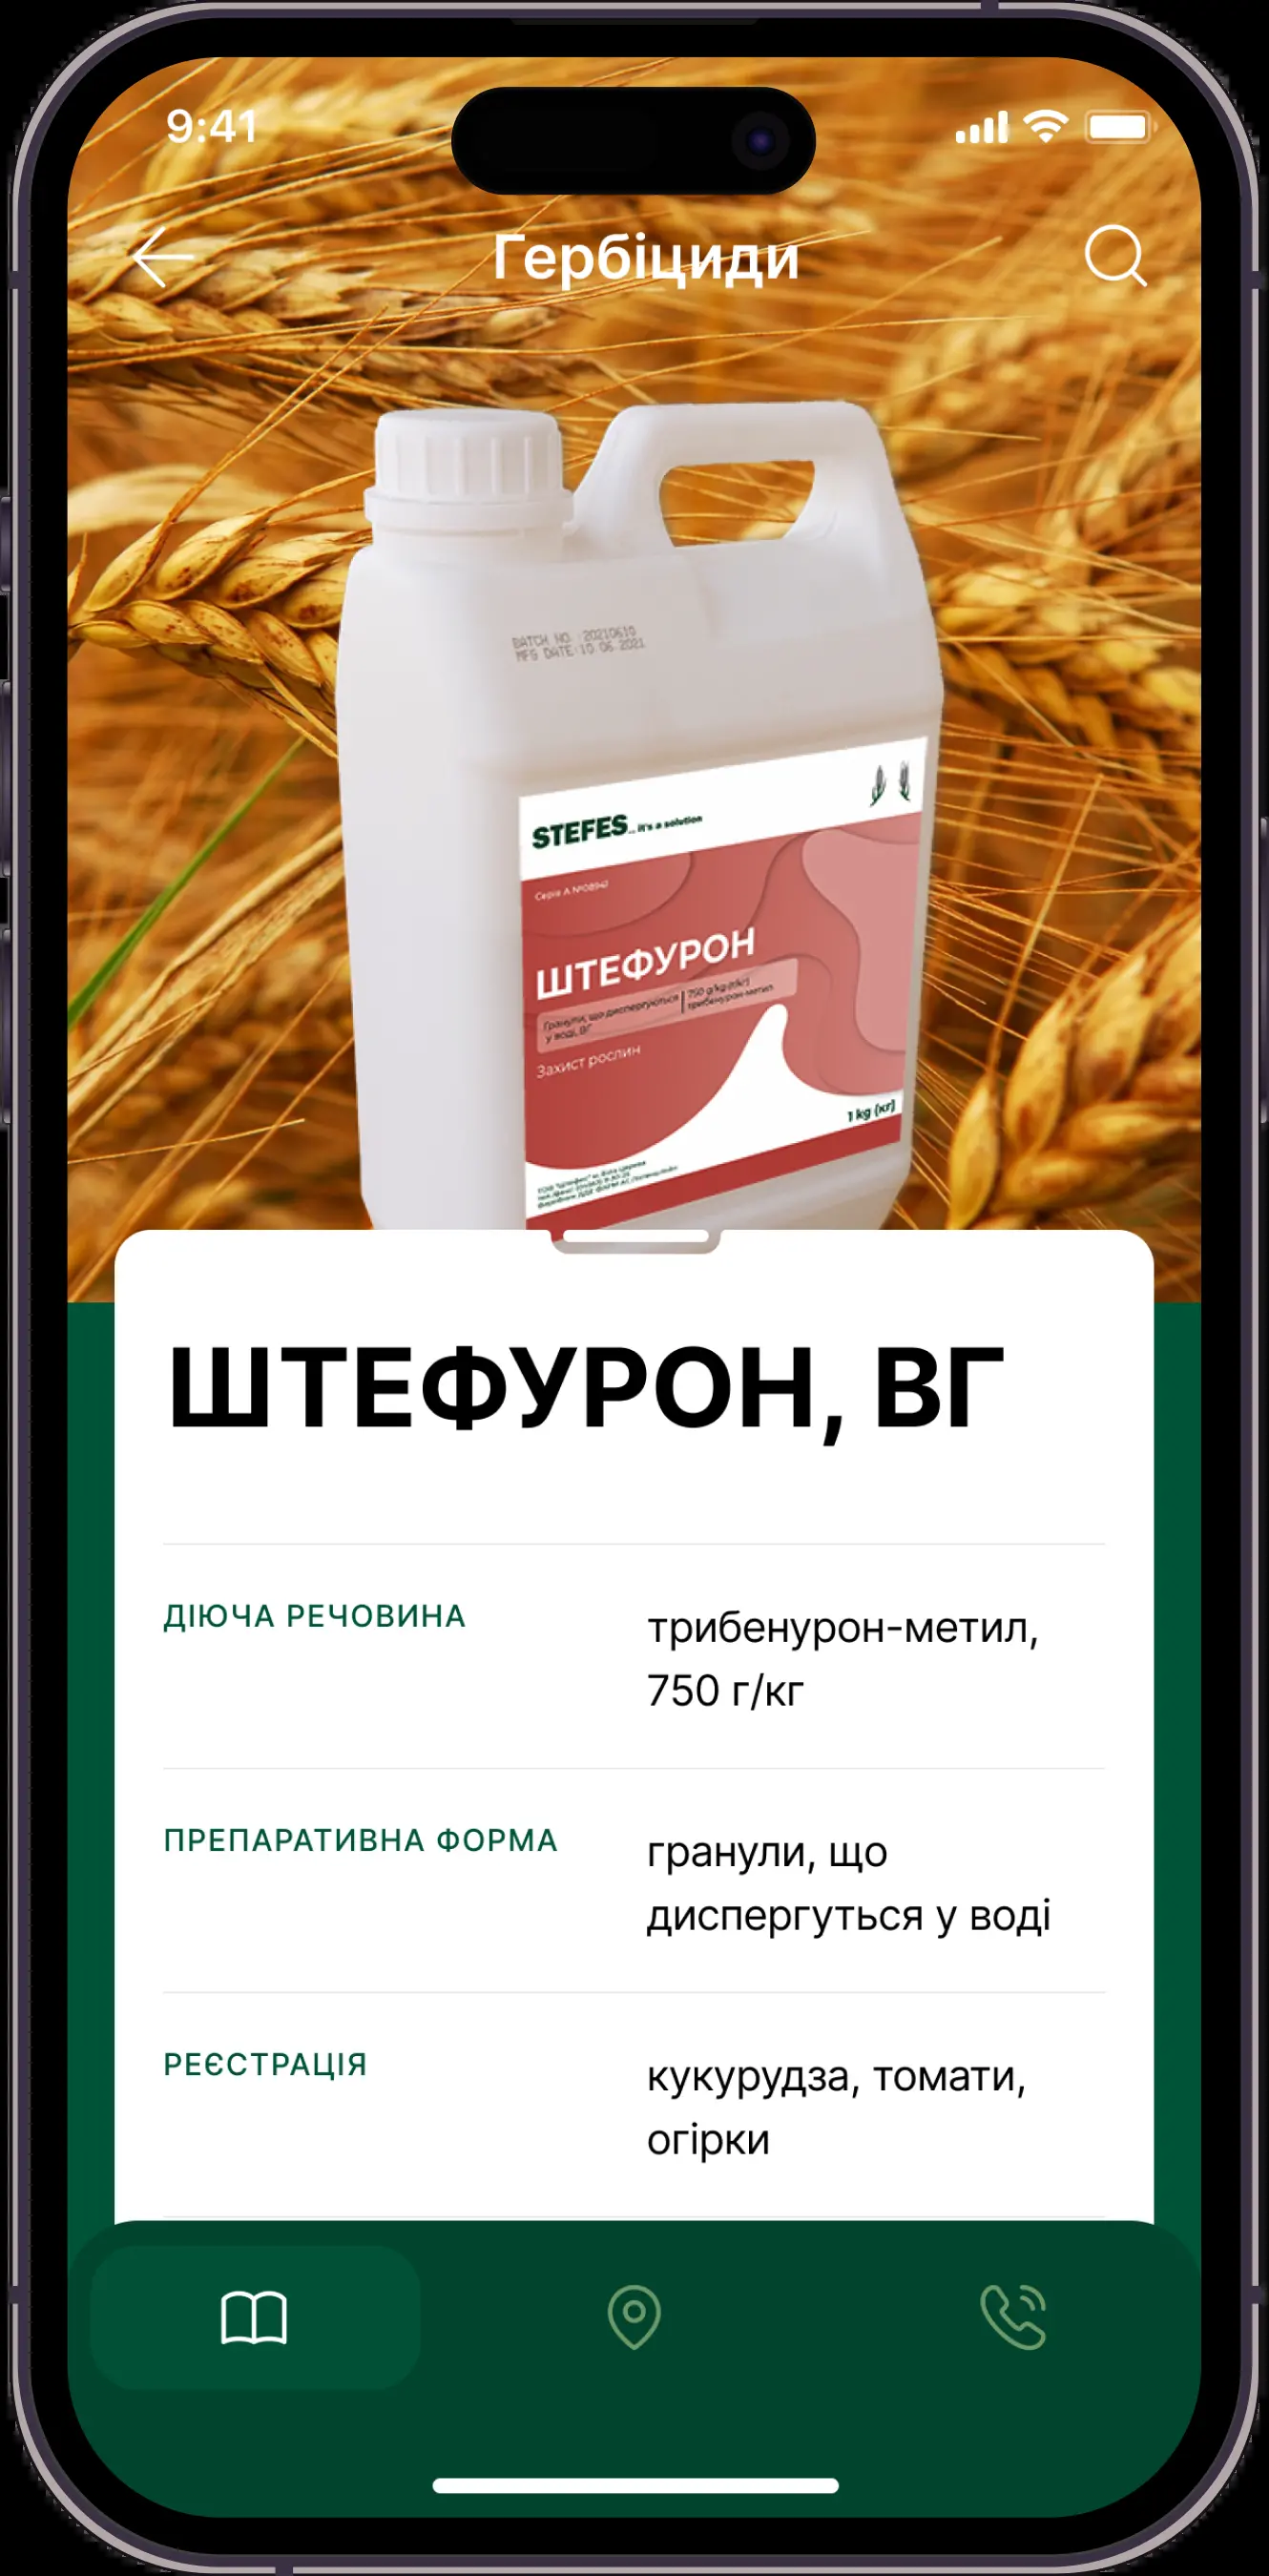 9:41
Гербіциди
BATCH NO.: 20210610
MFG DATE: 10.06.2021
STEFES... it's a solution
Серія А №08942
ШТЕФУРОН
Гранули, що диспергуються
у воді, ВГ
750 g/kg (г/кг)
трибенурон-метил
Захист рослин
1 kg (кг)
ШТЕФУРОН, ВГ
ДІЮЧА РЕЧОВИНА
трибенурон-метил,
750 г/кг
ПРЕПАРАТИВНА ФОРМА
гранули, що
диспергуться у воді
РЕЄСТРАЦІЯ
кукурудза, томати,
огірки